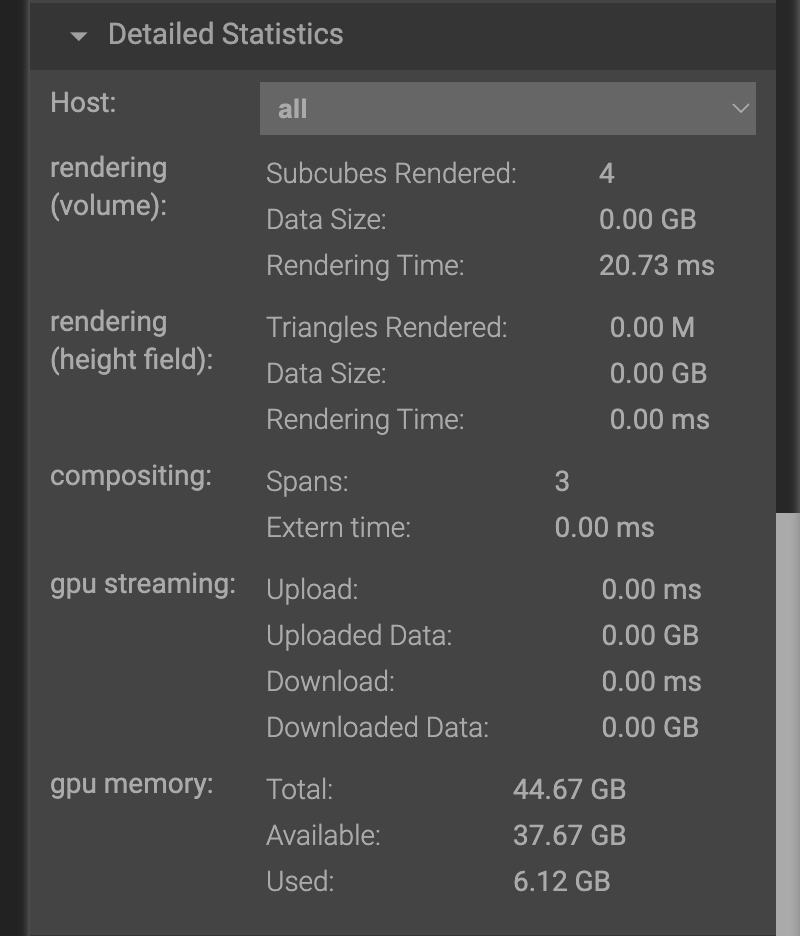 Detailed Statistics
Host: all
rendering (volume):
Subcubes Rendered: 4
Data Size: 0.00 GB
Rendering Time: 20.73 ms
rendering (height field):
Triangles Rendered: 0.00 M
Data Size: 0.00 GB
Rendering Time: 0.00 ms
compositing:
Spans: 3
Extern time: 0.00 ms
gpu streaming:
Upload: 0.00 ms
Uploaded Data: 0.00 GB
Download: 0.00 ms
Downloaded Data: 0.00 GB
gpu memory:
Total: 44.67 GB
Available: 37.67 GB
Used: 6.12 GB